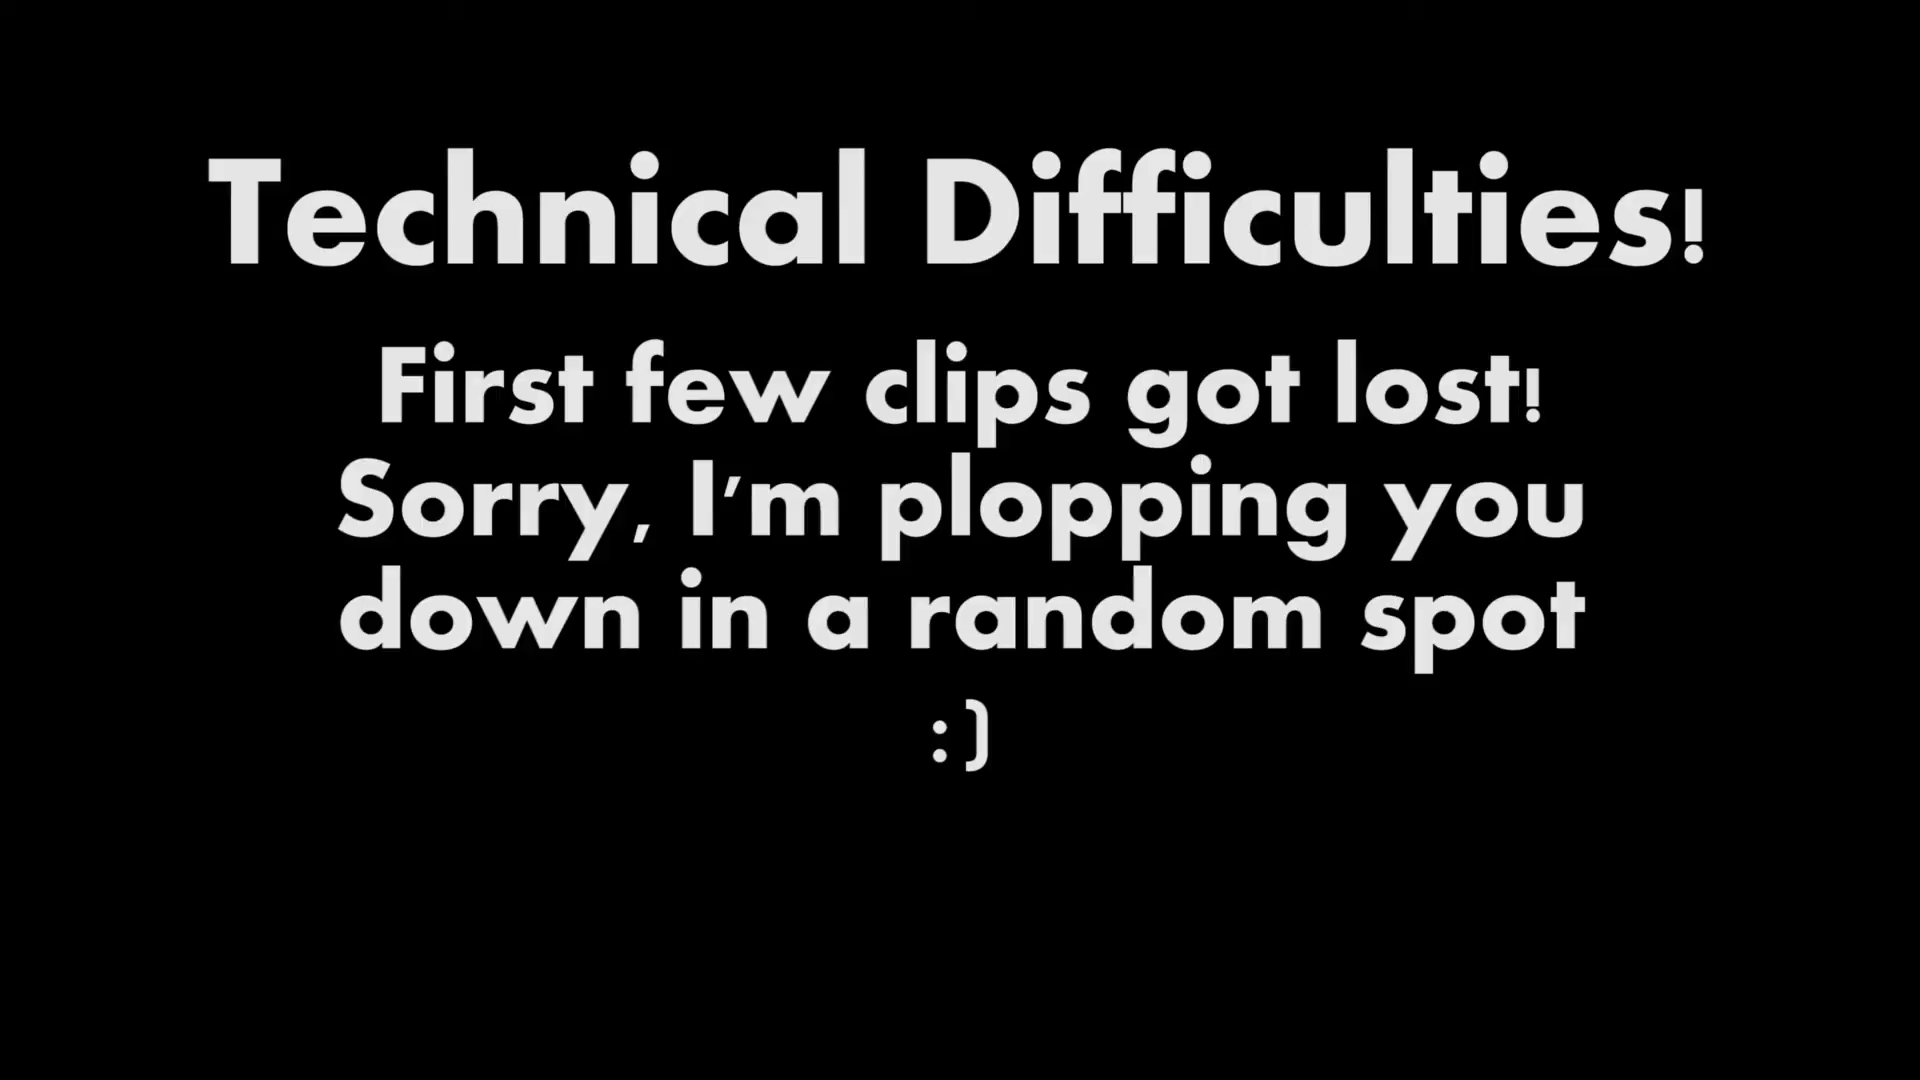 Technical Difficulties!
First few clips got lost!
Sorry, I'm plopping you
down in a random spot
:)